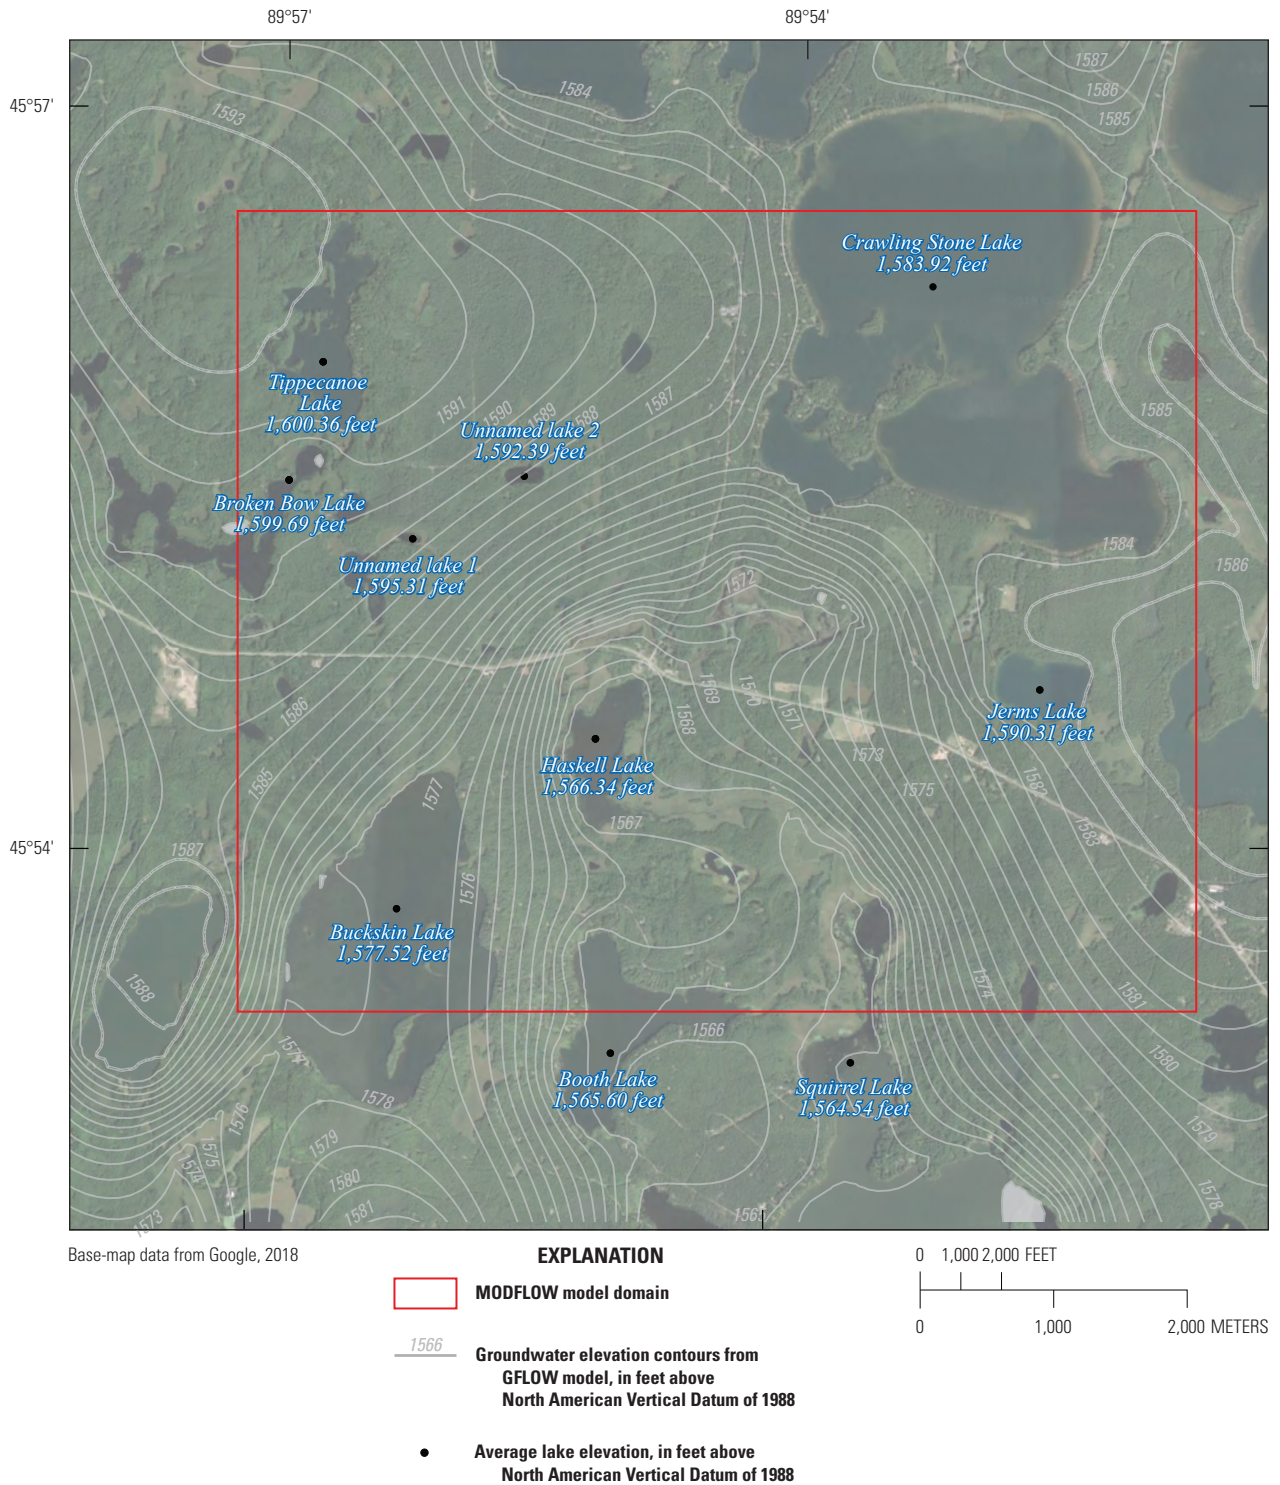 89°57'
89°54'
45°57'
45°54'
1593
1584
1587
1586
1585
Crawling Stone Lake
1,583.92 feet
Tippecanoe
Lake
1,600.36 feet
1591
1590
1589
1588
1587
1585
Unnamed lake 2
1,592.39 feet
Broken Bow Lake
1,599.69 feet
Unnamed lake 1
1,595.31 feet
1584
1586
1572
1586
1569
1570
1571
1568
Jerms Lake
1,590.31 feet
1573
Haskell Lake
1,566.34 feet
1585
1577
1575
1582
1583
1567
1587
1576
Buckskin Lake
1,577.52 feet
1588
1574
1581
1566
1577
1580
Booth Lake
1,565.60 feet
Squirrel Lake
1,564.54 feet
1578
1576
1579
1579
1575
1574
1580
1578
1581
1573
Base-map data from Google, 2018
EXPLANATION
MODFLOW model domain
1566
Groundwater elevation contours from
GFLOW model, in feet above
North American Vertical Datum of 1988
Average lake elevation, in feet above
North American Vertical Datum of 1988
0 1,000 2,000 FEET
0 1,000 2,000 METERS